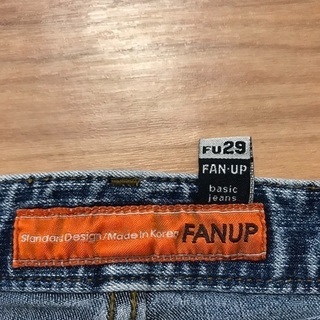 FU29
FAN-UP
basic
jeans
Standard Design/Made In Korea FANUP